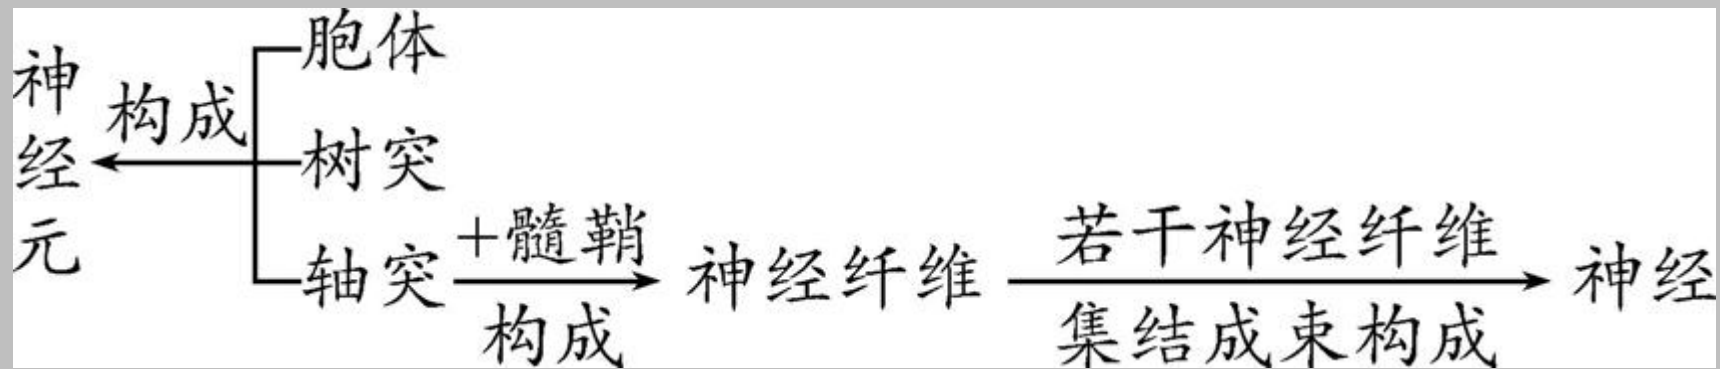 神经元
构成
胞体
树突
轴突
+髓鞘
构成
神经纤维
若干神经纤维
集结成束构成
神经